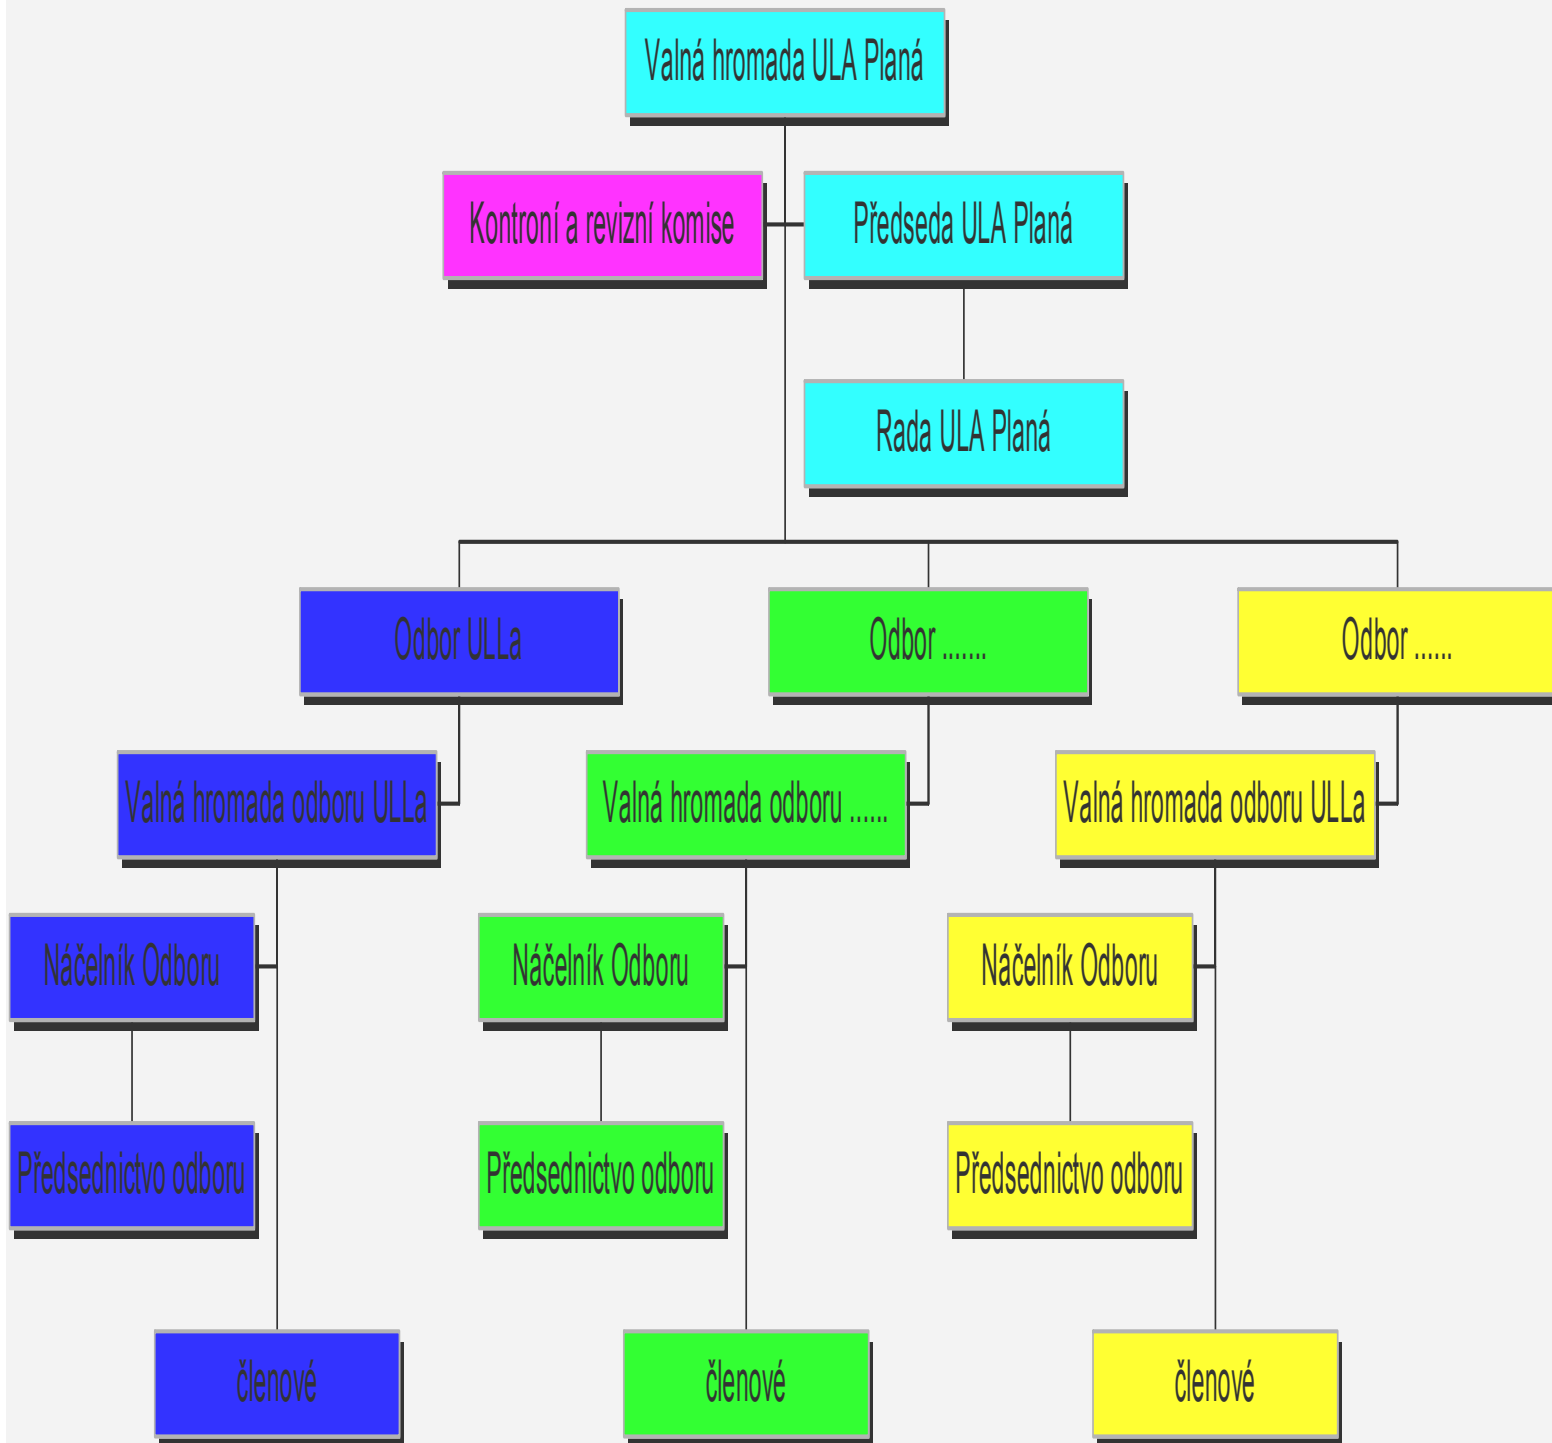 Valná hromada ULA Planá
Kontroní a revizní komise
Předseda ULA Planá
Rada ULA Planá
Odbor ULLa
Odbor .......
Odbor ......
Valná hromada odboru ULLa
Valná hromada odboru ......
Valná hromada odboru ULLa
Náčelník Odboru
Náčelník Odboru
Náčelník Odboru
Předsednictvo odboru
Předsednictvo odboru
Předsednictvo odboru
členové
členové
členové